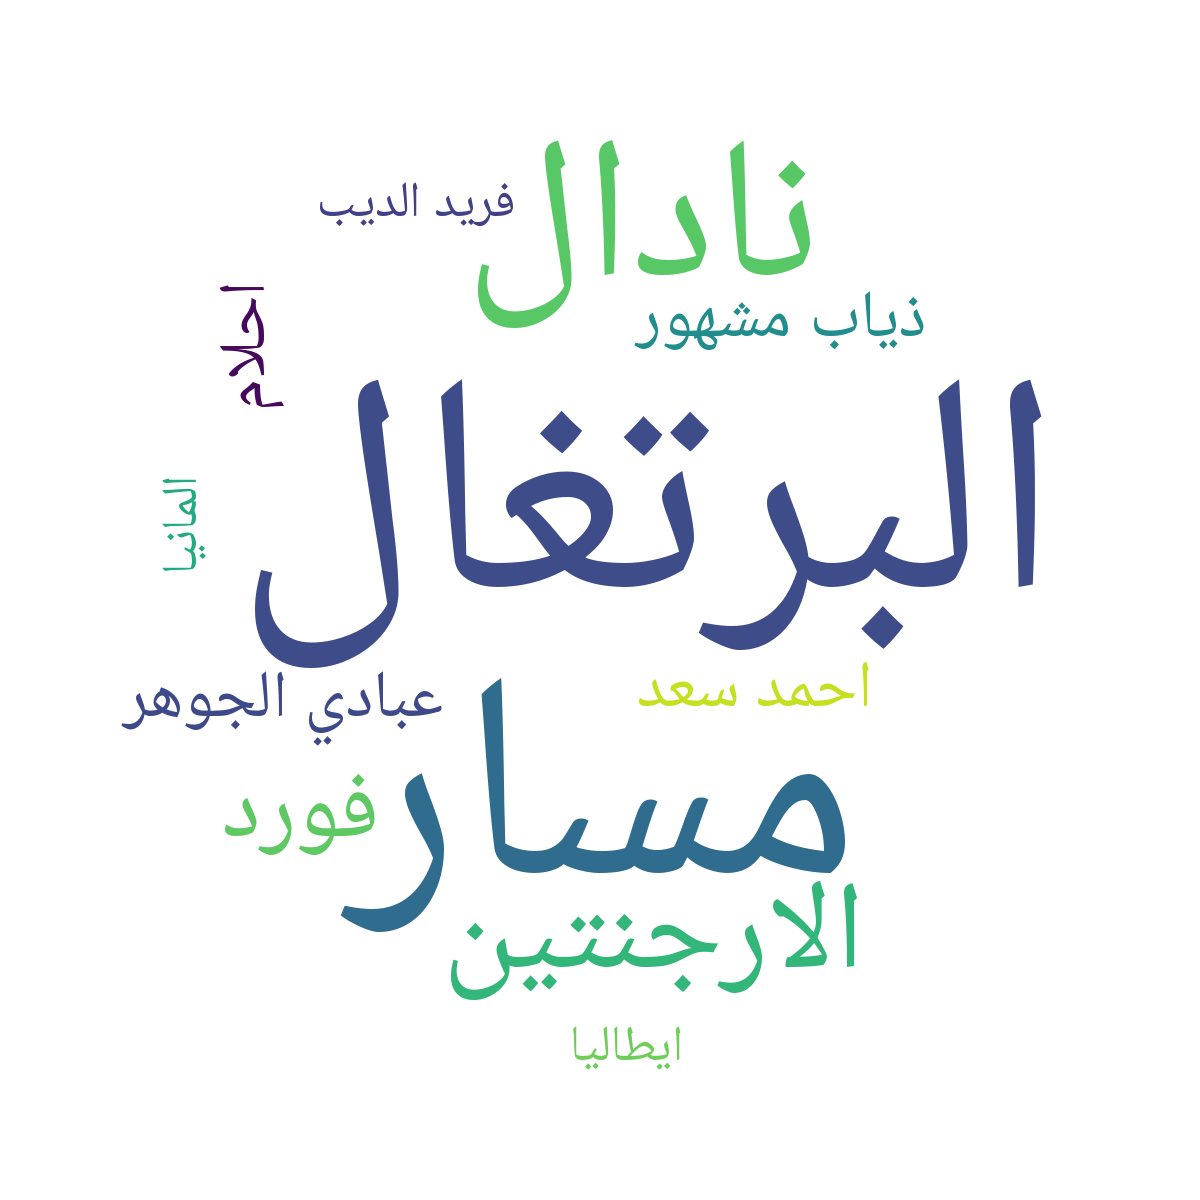 نادال
فريد الديب
ذياب مشهور
احلام
البرتغال
المانيا
احمد سعد
عبادي الجوهر
مسار
فورد
الارجنتين
ايطاليا